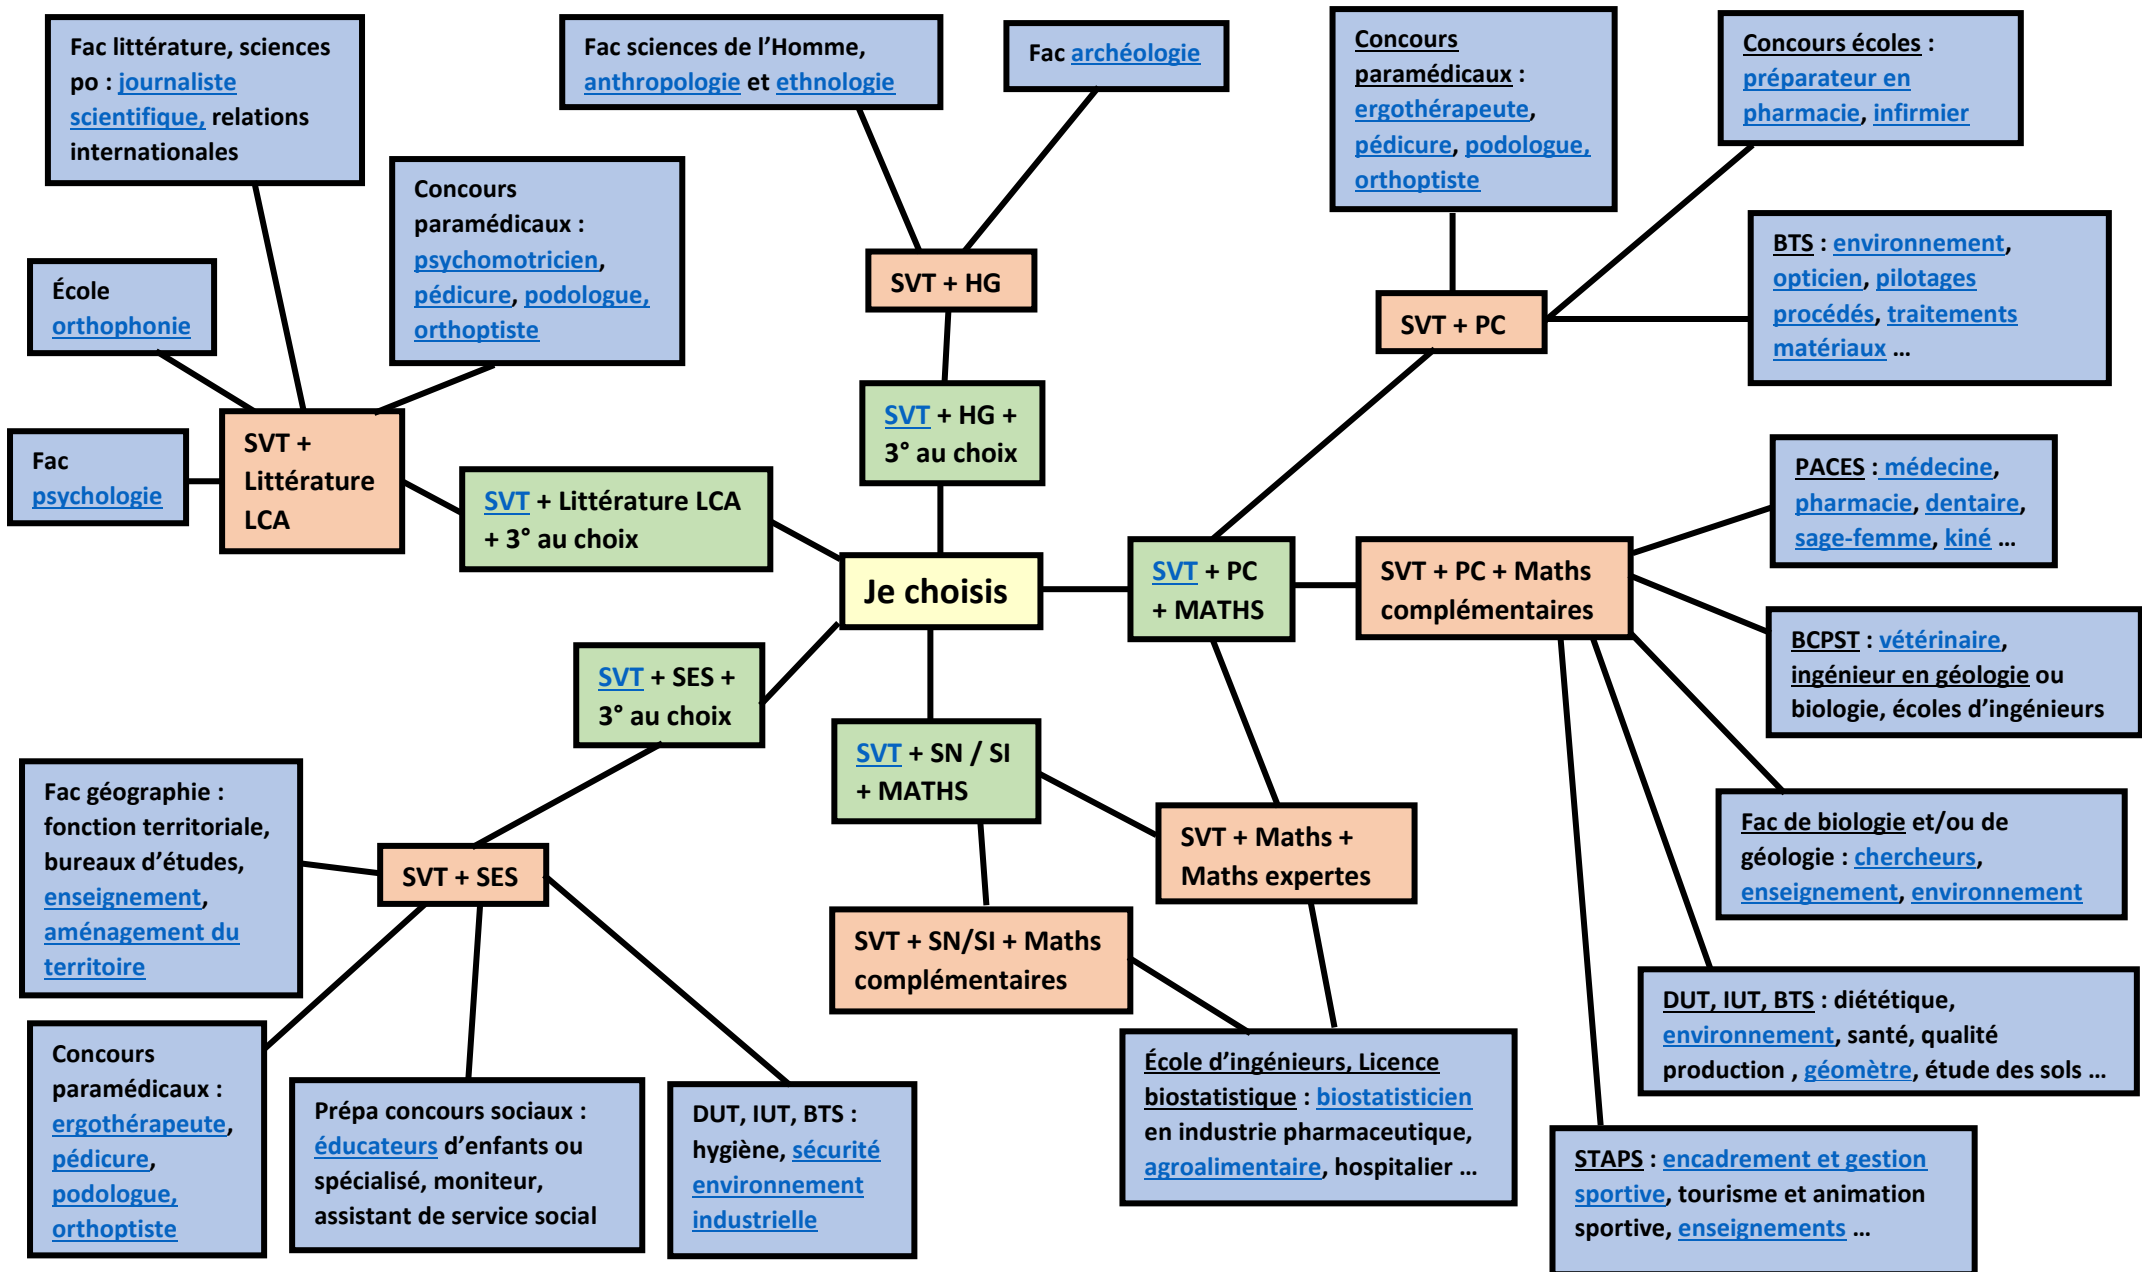 Fac littérature, sciences
po : journaliste
scientifique, relations
internationales
Fac sciences de l’Homme,
anthropologie et ethnologie
Fac archéologie
Concours
paramédicaux :
ergothérapeute,
pédicure, podologue,
orthoptiste
Concours écoles :
préparateur en
pharmacie, infirmier
École
orthophonie
Concours
paramédicaux :
psychomotricien,
pédicure, podologue,
orthoptiste
SVT + HG
SVT + PC
BTS : environnement,
opticien, pilotages
procédés, traitements
matériaux ...
Fac
psychologie
SVT +
Littérature
LCA
SVT + Littérature LCA
+ 3° au choix
SVT + HG +
3° au choix
PACES : médecine,
pharmacie, dentaire,
sage-femme, kiné ...
Je choisis
SVT + PC
+ MATHS
SVT + PC + Maths
complémentaires
BCPST : vétérinaire,
ingénieur en géologie ou
biologie, écoles d’ingénieurs
SVT + SES +
3° au choix
SVT + SN / SI
+ MATHS
Fac géographie :
fonction territoriale,
bureaux d’études,
enseignement,
aménagement du
territoire
SVT + SES
SVT + Maths +
Maths expertes
Fac de biologie et/ou de
géologie : chercheurs,
enseignement, environnement
SVT + SN/SI + Maths
complémentaires
DUT, IUT, BTS : diététique,
environnement, santé, qualité
production , géomètre, étude des sols ...
Concours
paramédicaux :
ergothérapeute,
pédicure,
podologue,
orthoptiste
Prépa concours sociaux :
éducateurs d’enfants ou
spécialisé, moniteur,
assistant de service social
DUT, IUT, BTS :
hygiène, sécurité
environnement
industrielle
École d’ingénieurs, Licence
biostatistique : biostatisticien
en industrie pharmaceutique,
agroalimentaire, hospitalier ...
STAPS : encadrement et gestion
sportive, tourisme et animation
sportive, enseignements ...